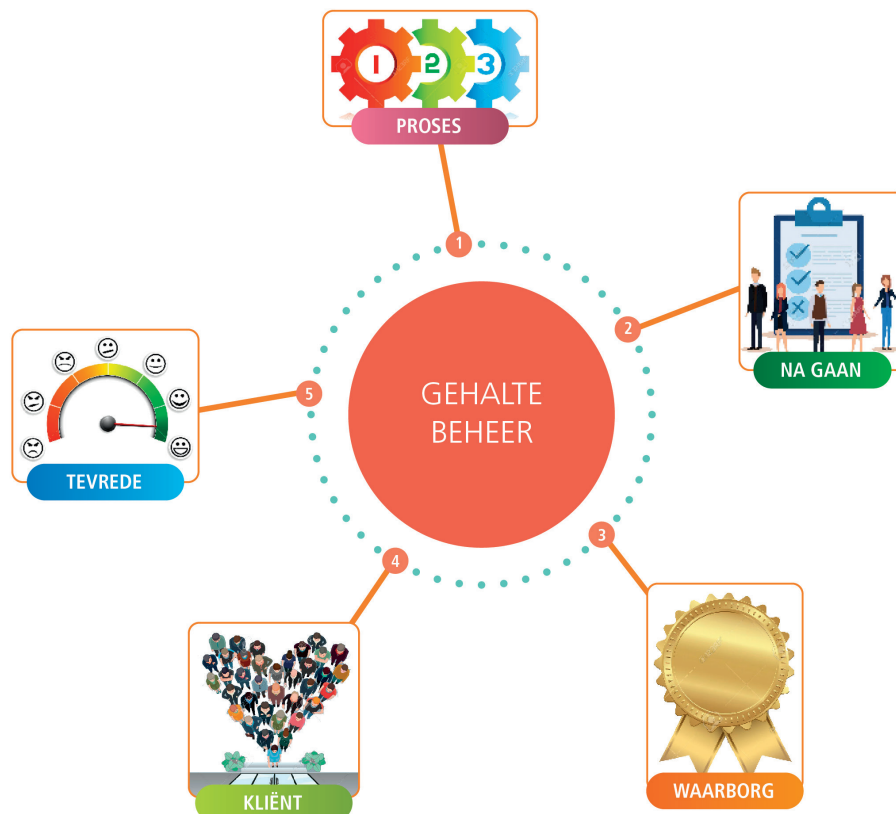 1 2 3
PROSES
1
2
NA GAAN
3
WAARBORG
4
KLIËNT
5
TEVREDE
GEHALTE
BEHEER